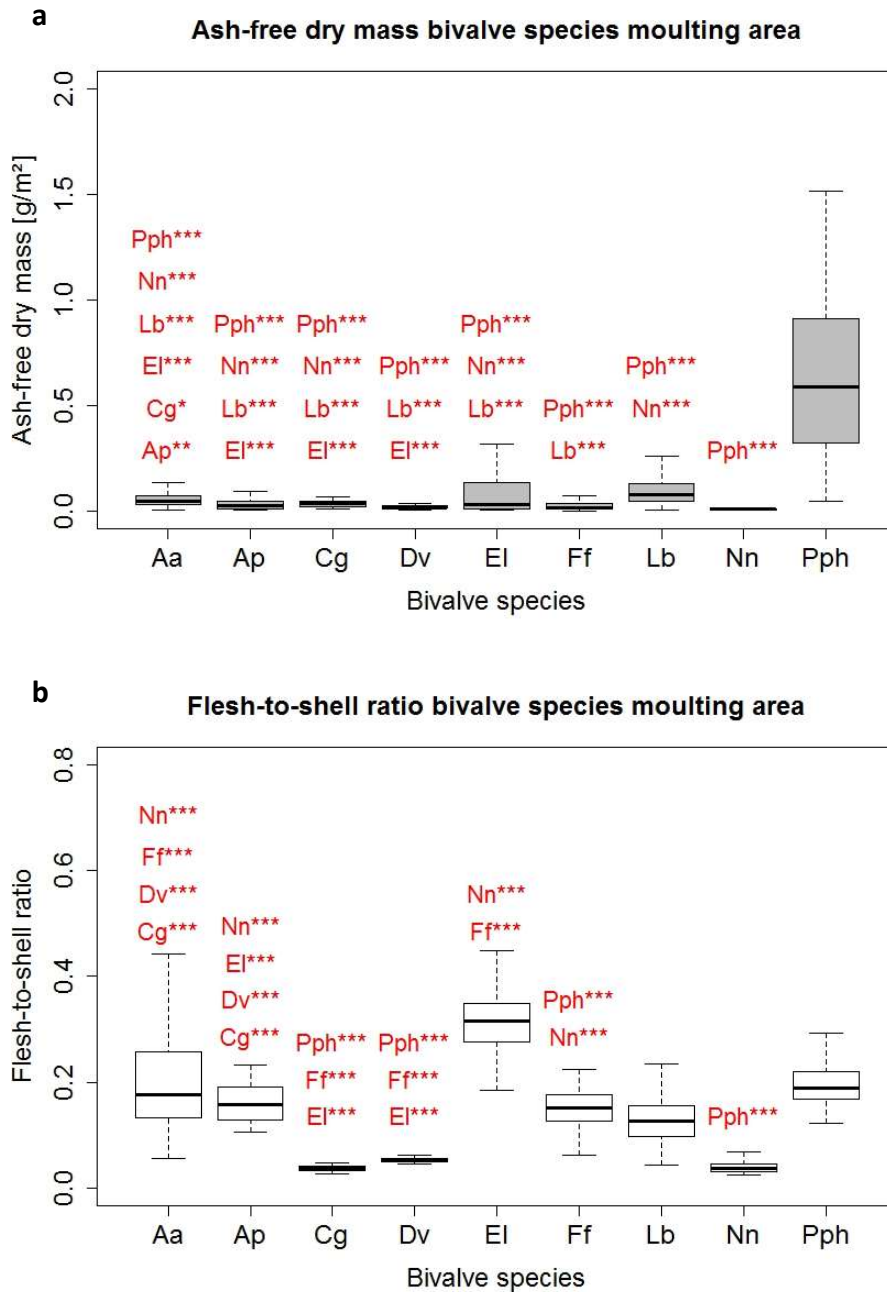 a
Ash-free dry mass bivalve species moulting area
Ash-free dry mass [g/m²]
2.0
1.5
1.0
0.5
0.0
Pph***
Nn***
Lb*** Pph*** Pph*** Pph***
El*** Nn*** Nn*** Pph*** Nn*** Pph***
Cg* Lb*** Lb*** Lb*** Lb*** Pph*** Nn***
Ap** El*** El*** El*** Lb*** Pph***
Aa Ap Cg Dv El Ff Lb Nn Pph
Bivalve species
b
Flesh-to-shell ratio bivalve species moulting area
Flesh-to-shell ratio
0.8
0.6
0.4
0.2
0.0
Nn***
Ff***
Dv*** Nn***
Cg*** Nn*** Ff***
El***
Dv*** Pph***
Cg*** Pph*** Pph*** Nn***
Ff*** Ff***
El*** El*** Pph***
Aa Ap Cg Dv El Ff Lb Nn Pph
Bivalve species